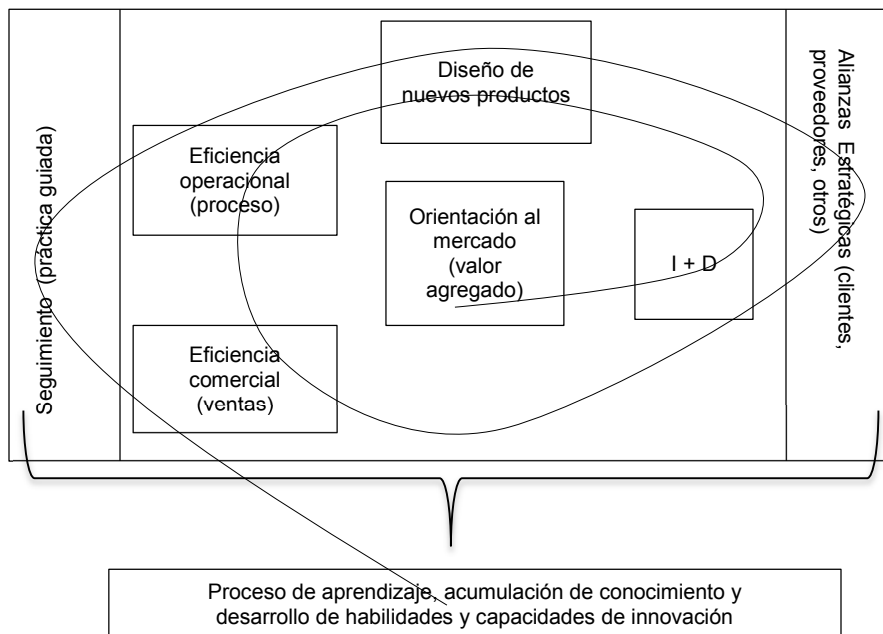 Seguimiento (práctica guiada)
Diseño de
nuevos productos
Eficiencia
operacional
(proceso)
Orientación al
mercado
(valor
agregado)
I + D
Eficiencia
comercial
(ventas)
Alianzas Estratégicas (clientes,
proveedores, otros)
Proceso de aprendizaje, acumulación de conocimiento y
desarrollo de habilidades y capacidades de innovación